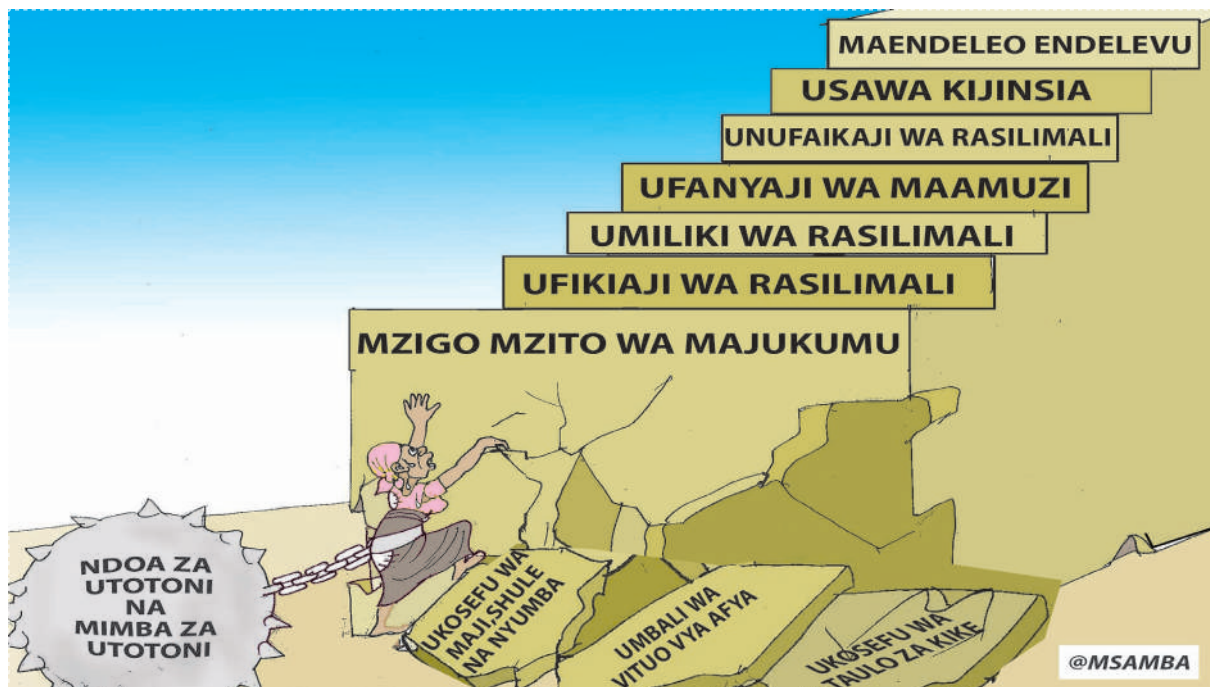 MAENDELEO ENDELEVU
USAWA KIJINSIA
UNUFAIKAJI WA RASILIMALI
UFANYAJI WA MAAMUZI
UMILIKI WA RASILIMALI
UFIKIAJI WA RASILIMALI
MZIGO MZITO WA MAJUKUMU
NDOA ZA
UTOTONI
NA
MIMBA ZA
UTOTONI
UKOSEFU WA
MAJI,SHULE
NA NYUMBA
UMBALI WA
VITUO VYA AFYA
UKOSEFU WA
TAULO ZA KIKE
@MSAMBA